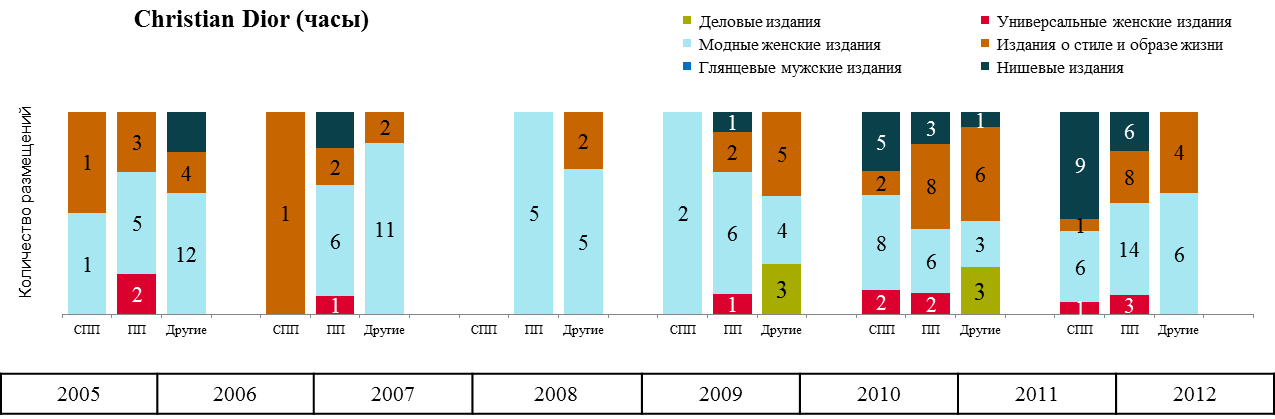 Christian Dior (часы)
Деловые издания
Универсальные женские издания
Модные женские издания
Издания о стиле и образе жизни
Глянцевые мужские издания
Нишевые издания
Количество размещений
1 1
2 5 3
12 4
1
1 6 2
11 2
5
5 2
2
1 6 2 1
3 4 5
2 8 2 5
2 6 8 3
3 3 6 1
1 6 1 9
3 14 8 6
6 4
СПП ПП Другие СПП ПП Другие СПП ПП Другие СПП ПП Другие СПП ПП Другие СПП ПП Другие
2005 2006 2007 2008 2009 2010 2011 2012